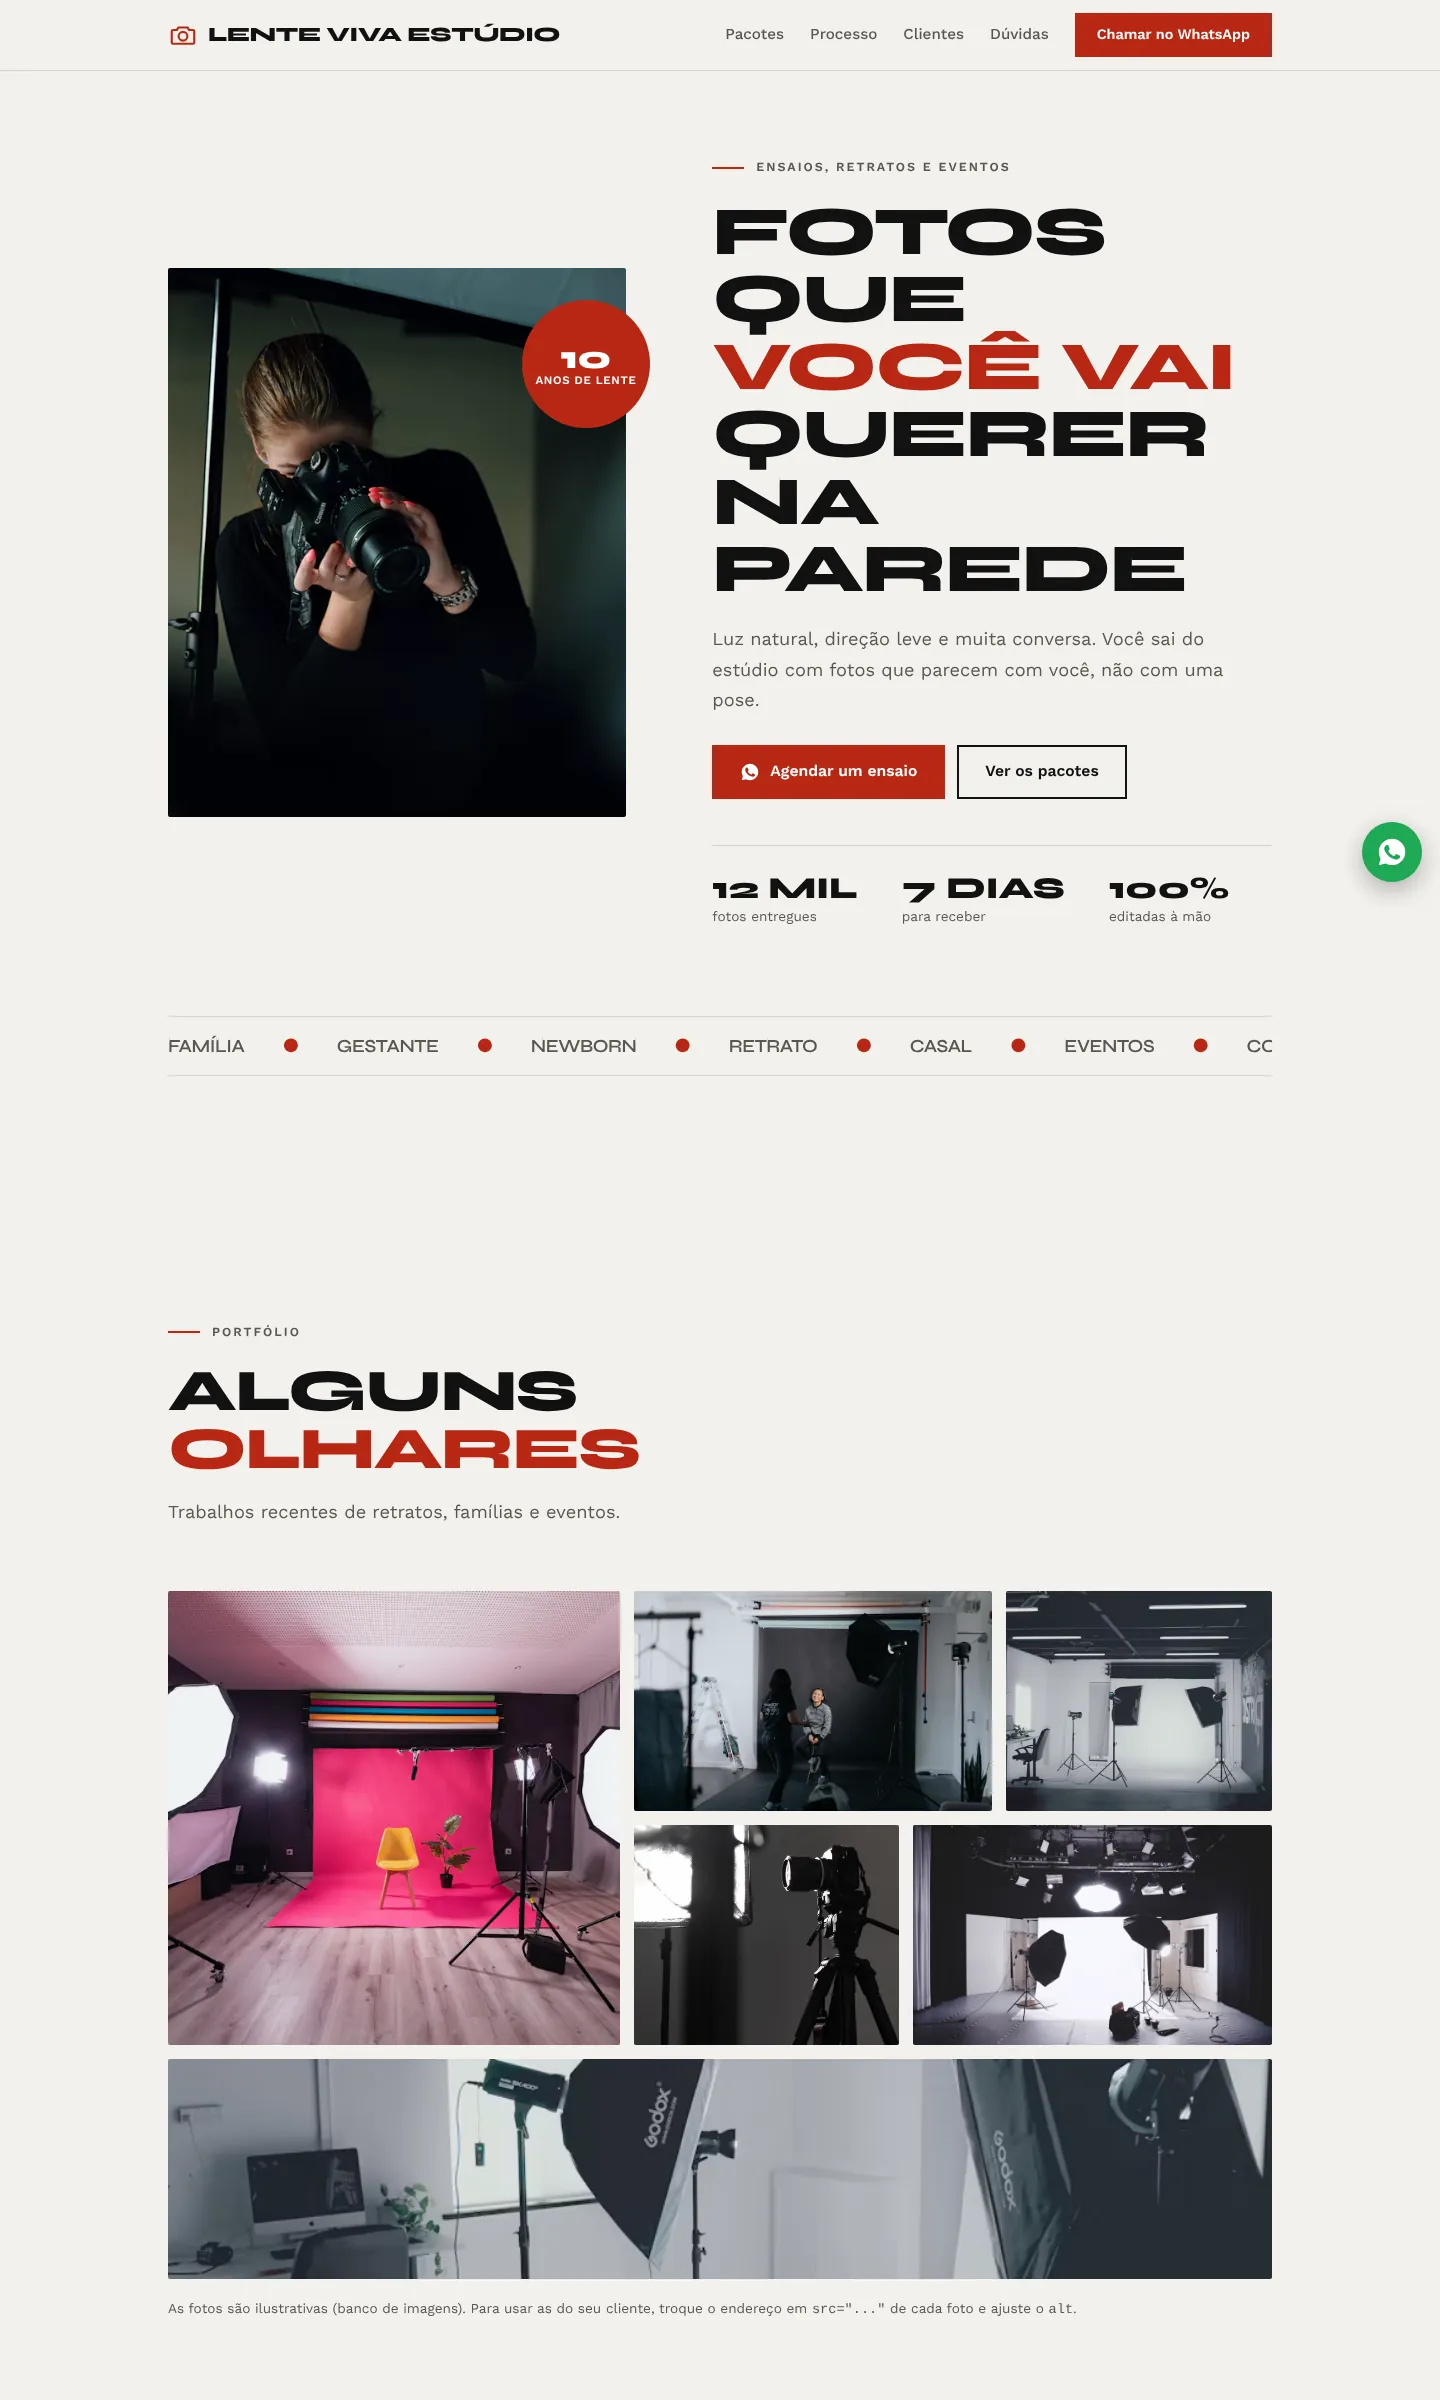 LENTE VIVA ESTÚDIO
Pacotes Processo Clientes Dúvidas Chamar no WhatsApp
ENSAIOS, RETRATOS E EVENTOS
FOTOS
QUE
VOCÊ VAI
QUERER
NA
PAREDE
10
ANOS DE LENTE
Canon
Luz natural, direção leve e muita conversa. Você sai do
estúdio com fotos que parecem com você, não com uma
pose.
Agendar um ensaio Ver os pacotes
12 MIL 7 DIAS 100%
fotos entregues para receber editadas à mão
FAMÍLIA GESTANTE NEWBORN RETRATO CASAL EVENTOS CO
PORTFÓLIO
ALGUNS
OLHARES
Trabalhos recentes de retratos, famílias e eventos.
Godox
Godox
As fotos são ilustrativas (banco de imagens). Para usar as do seu cliente, troque o endereço em src="..." de cada foto e ajuste o alt.